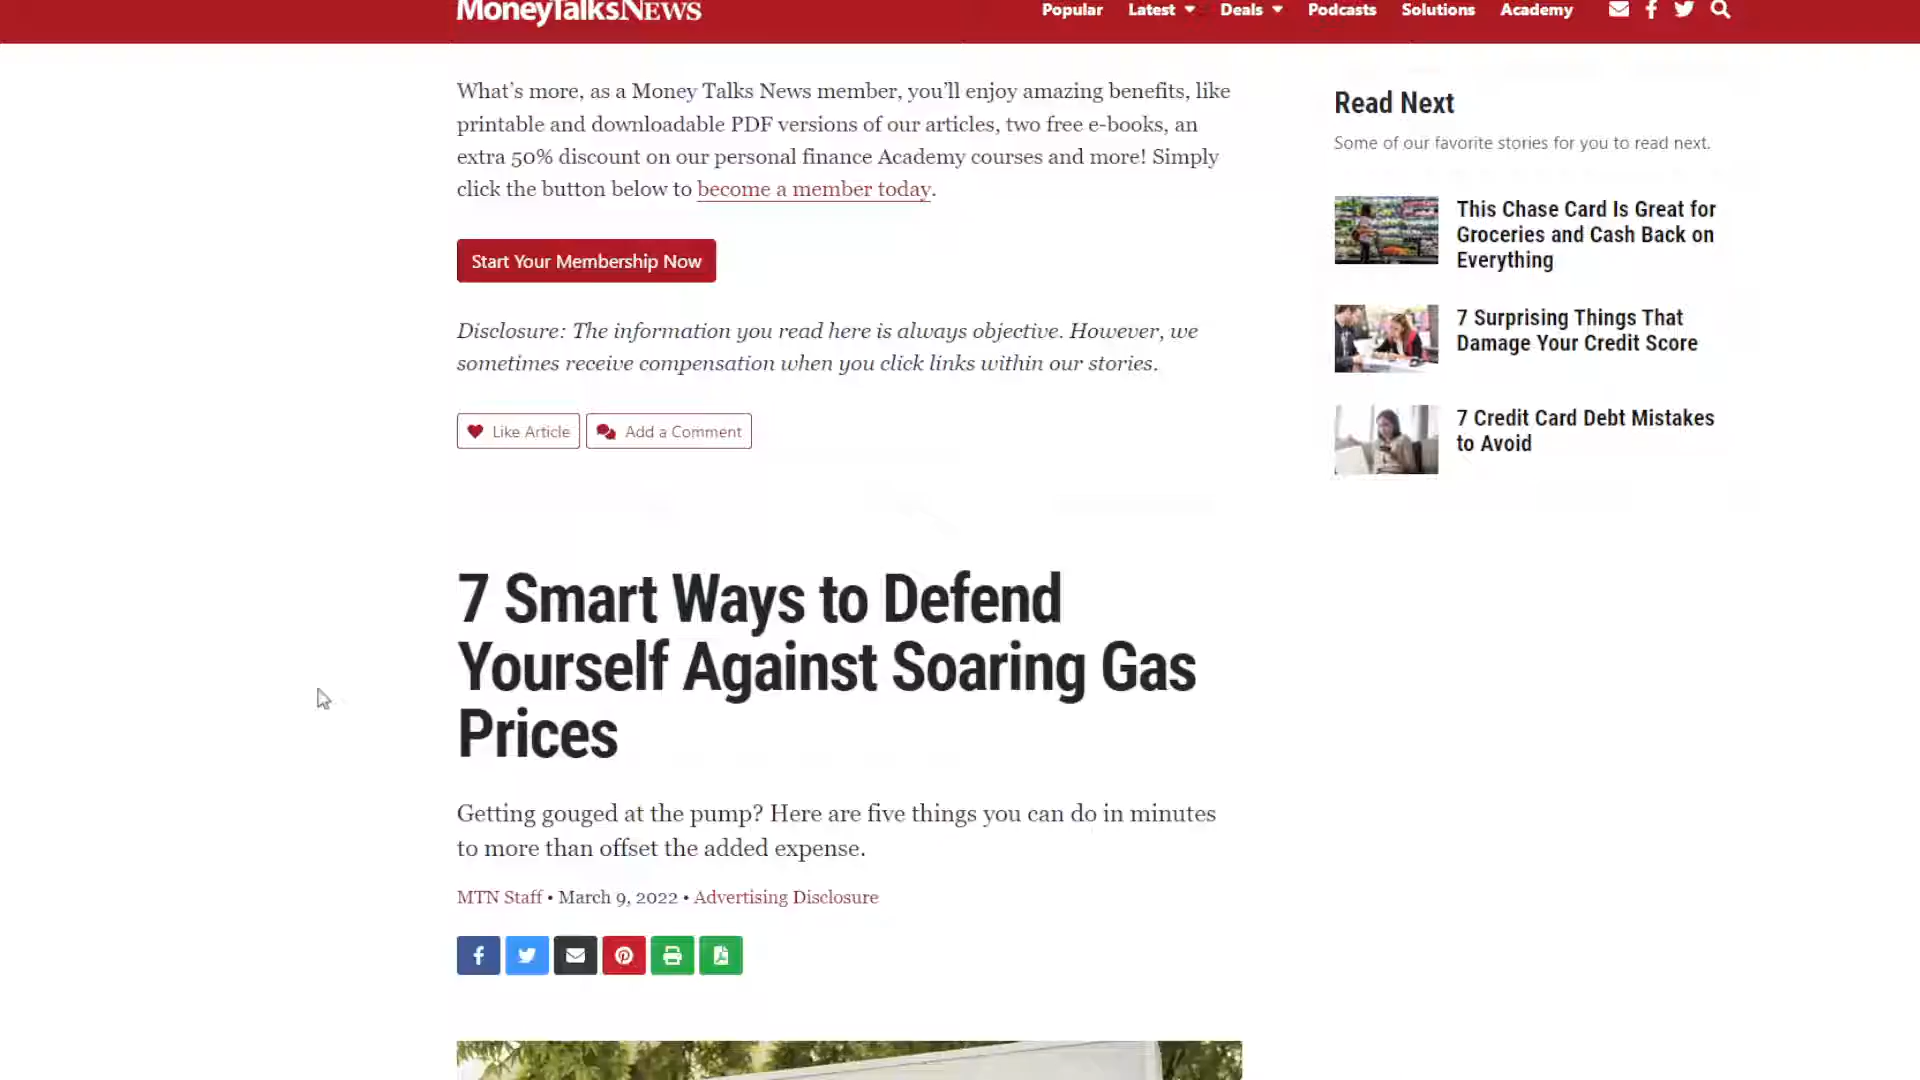 MoneyTalksNews
Popular
Latest
Deals
Podcasts
Solutions
Academy
What's more, as a Money Talks News member, you'll enjoy amazing benefits, like
printable and downloadable PDF versions of our articles, two free e-books, an
extra 50% discount on our personal finance Academy courses and more! Simply
click the button below to become a member today.
Start Your Membership Now
Disclosure: The information you read here is always objective. However, we
sometimes receive compensation when you click links within our stories.
Like Article
Add a Comment
7 Smart Ways to Defend
Yourself Against Soaring Gas
Prices
Getting gouged at the pump? Here are five things you can do in minutes
to more than offset the added expense.
MTN Staff • March 9, 2022 • Advertising Disclosure
Read Next
Some of our favorite stories for you to read next.
This Chase Card Is Great for
Groceries and Cash Back on
Everything
7 Surprising Things That
Damage Your Credit Score
7 Credit Card Debt Mistakes
to Avoid